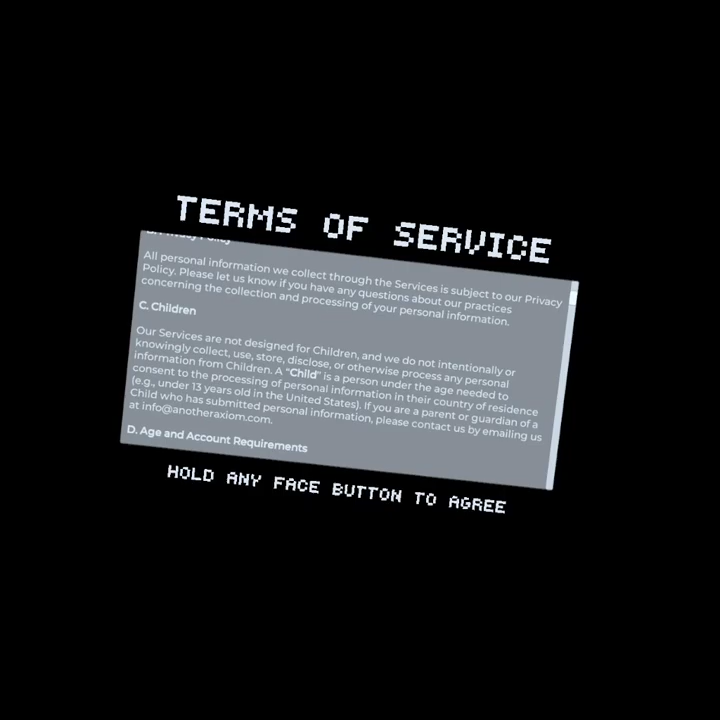 TERMS OF SERVICE
B. Privacy Policy
All personal information we collect through the Services is subject to our Privacy
Policy. Please let us know if you have any questions about our practices
concerning the collection and processing of your personal information.
C. Children
Our Services are not designed for Children, and we do not intentionally or
knowingly collect, use, store, disclose, or otherwise process any personal
information from Children. A "Child" is a person under the age needed to
consent to the processing of personal information in their country of residence
(e.g., under 13 years old in the United States). If you are a parent or guardian of a
Child who has submitted personal information, please contact us by emailing us
at info@anotheraxiom.com.
D. Age and Account Requirements
HOLD ANY FACE BUTTON TO AGREE